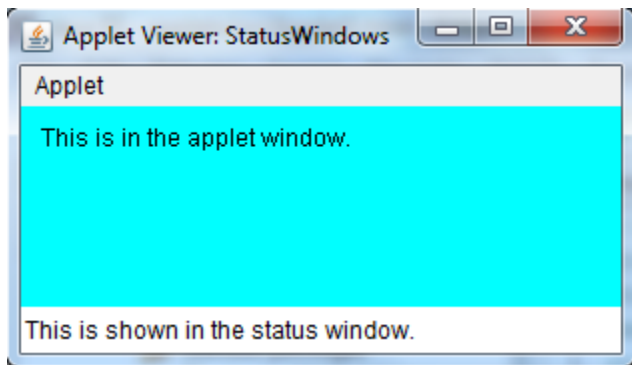 Applet Viewer: StatusWindows
Applet
This is in the applet window.
This is shown in the status window.